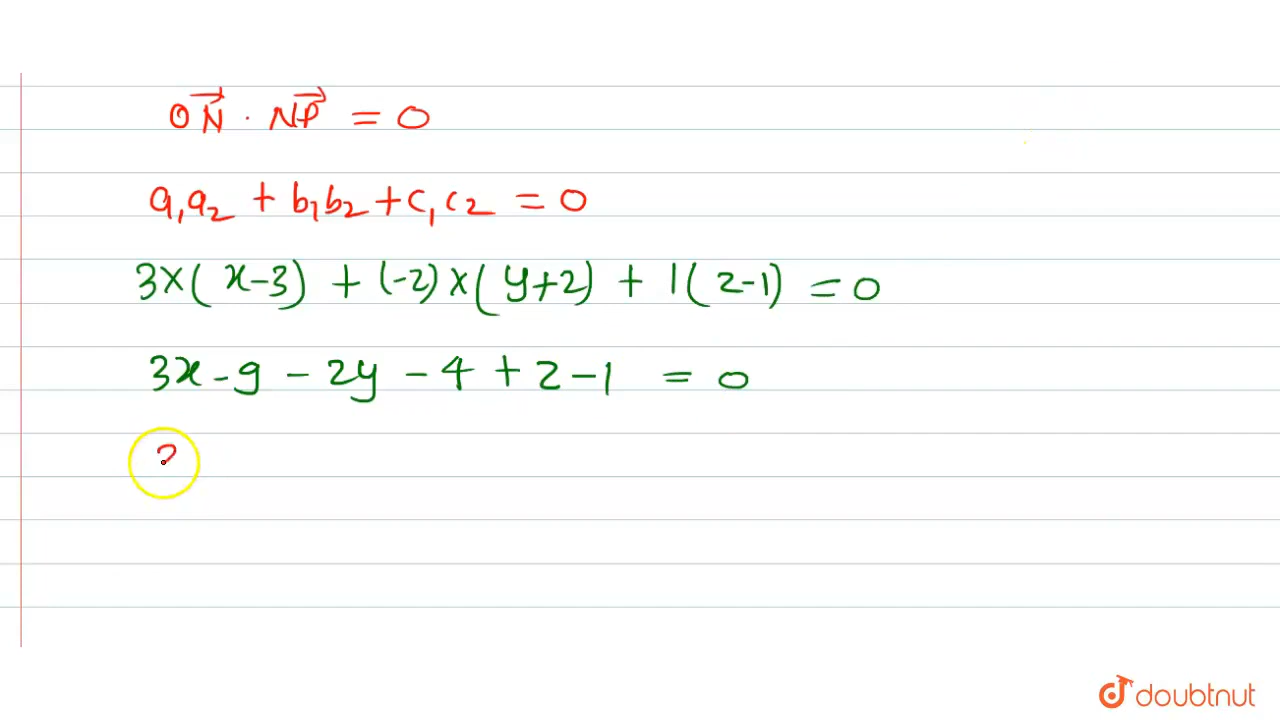 ON · NP = 0
a₁a₂ + b₁b₂ + c₁c₂ = 0
3×(x-3) + (-2)×(y+2) + 1(z-1) = 0
3x - 9 - 2y - 4 + z - 1 = 0
doubtnut